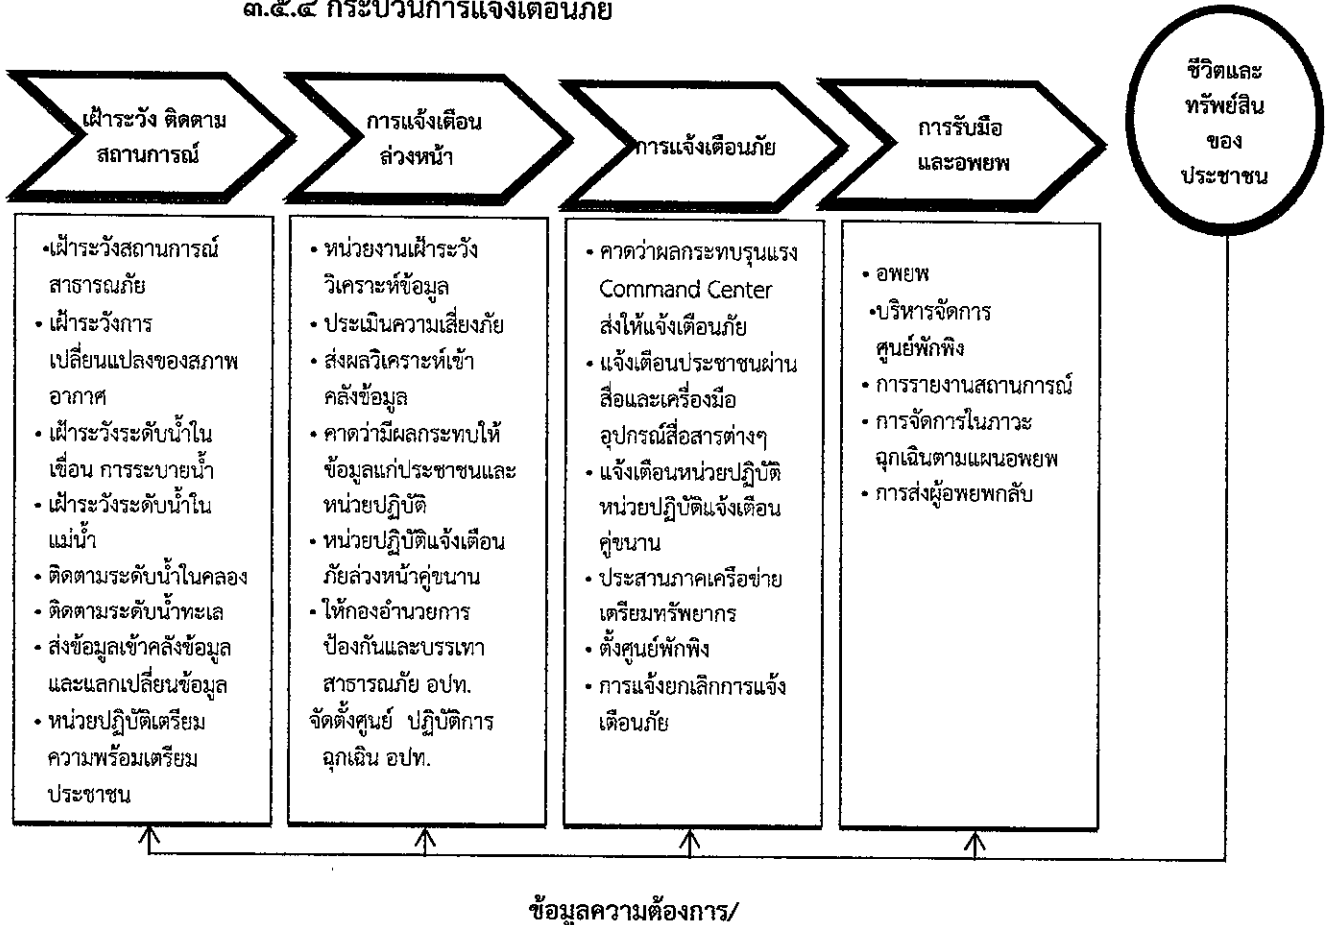 ๓.๕.๔ กระบวนการแจ้งเตือนภัย
เฝ้าระวัง ติดตาม
สถานการณ์
การแจ้งเตือน
ล่วงหน้า
การแจ้งเตือนภัย
การรับมือ
และอพยพ
ชีวิตและ
ทรัพย์สิน
ของ
ประชาชน
•เฝ้าระวังสถานการณ์
สาธารณภัย
• เฝ้าระวังการ
เปลี่ยนแปลงของสภาพ
อากาศ
• เฝ้าระวังระดับน้ำใน
เขื่อน การระบายน้ำ
• เฝ้าระวังระดับน้ำใน
แม่น้ำ
• ติดตามระดับน้ำในคลอง
• ติดตามระดับน้ำทะเล
• ส่งข้อมูลเข้าคลังข้อมูล
และแลกเปลี่ยนข้อมูล
• หน่วยปฏิบัติเตรียม
ความพร้อมเตรียม
ประชาชน
• หน่วยงานเฝ้าระวัง
วิเคราะห์ข้อมูล
• ประเมินความเสี่ยงภัย
• ส่งผลวิเคราะห์เข้า
คลังข้อมูล
• คาดว่ามีผลกระทบให้
ข้อมูลแก่ประชาชนและ
หน่วยปฏิบัติ
• หน่วยปฏิบัติแจ้งเตือน
ภัยล่วงหน้าคู่ขนาน
• ให้กองอำนวยการ
ป้องกันและบรรเทา
สาธารณภัย อปท.
จัดตั้งศูนย์ ปฏิบัติการ
ฉุกเฉิน อปท.
• คาดว่าผลกระทบรุนแรง
Command Center
ส่งให้แจ้งเตือนภัย
• แจ้งเตือนประชาชนผ่าน
สื่อและเครื่องมือ
อุปกรณ์สื่อสารต่างๆ
• แจ้งเตือนหน่วยปฏิบัติ
หน่วยปฏิบัติแจ้งเตือน
คู่ขนาน
• ประสานภาคเครือข่าย
เตรียมทรัพยากร
• ตั้งศูนย์พักพิง
• การแจ้งยกเลิกการแจ้ง
เตือนภัย
• อพยพ
•บริหารจัดการ
ศูนย์พักพิง
• การรายงานสถานการณ์
• การจัดการในภาวะ
ฉุกเฉินตามแผนอพยพ
• การส่งผู้อพยพกลับ
ข้อมูลความต้องการ/